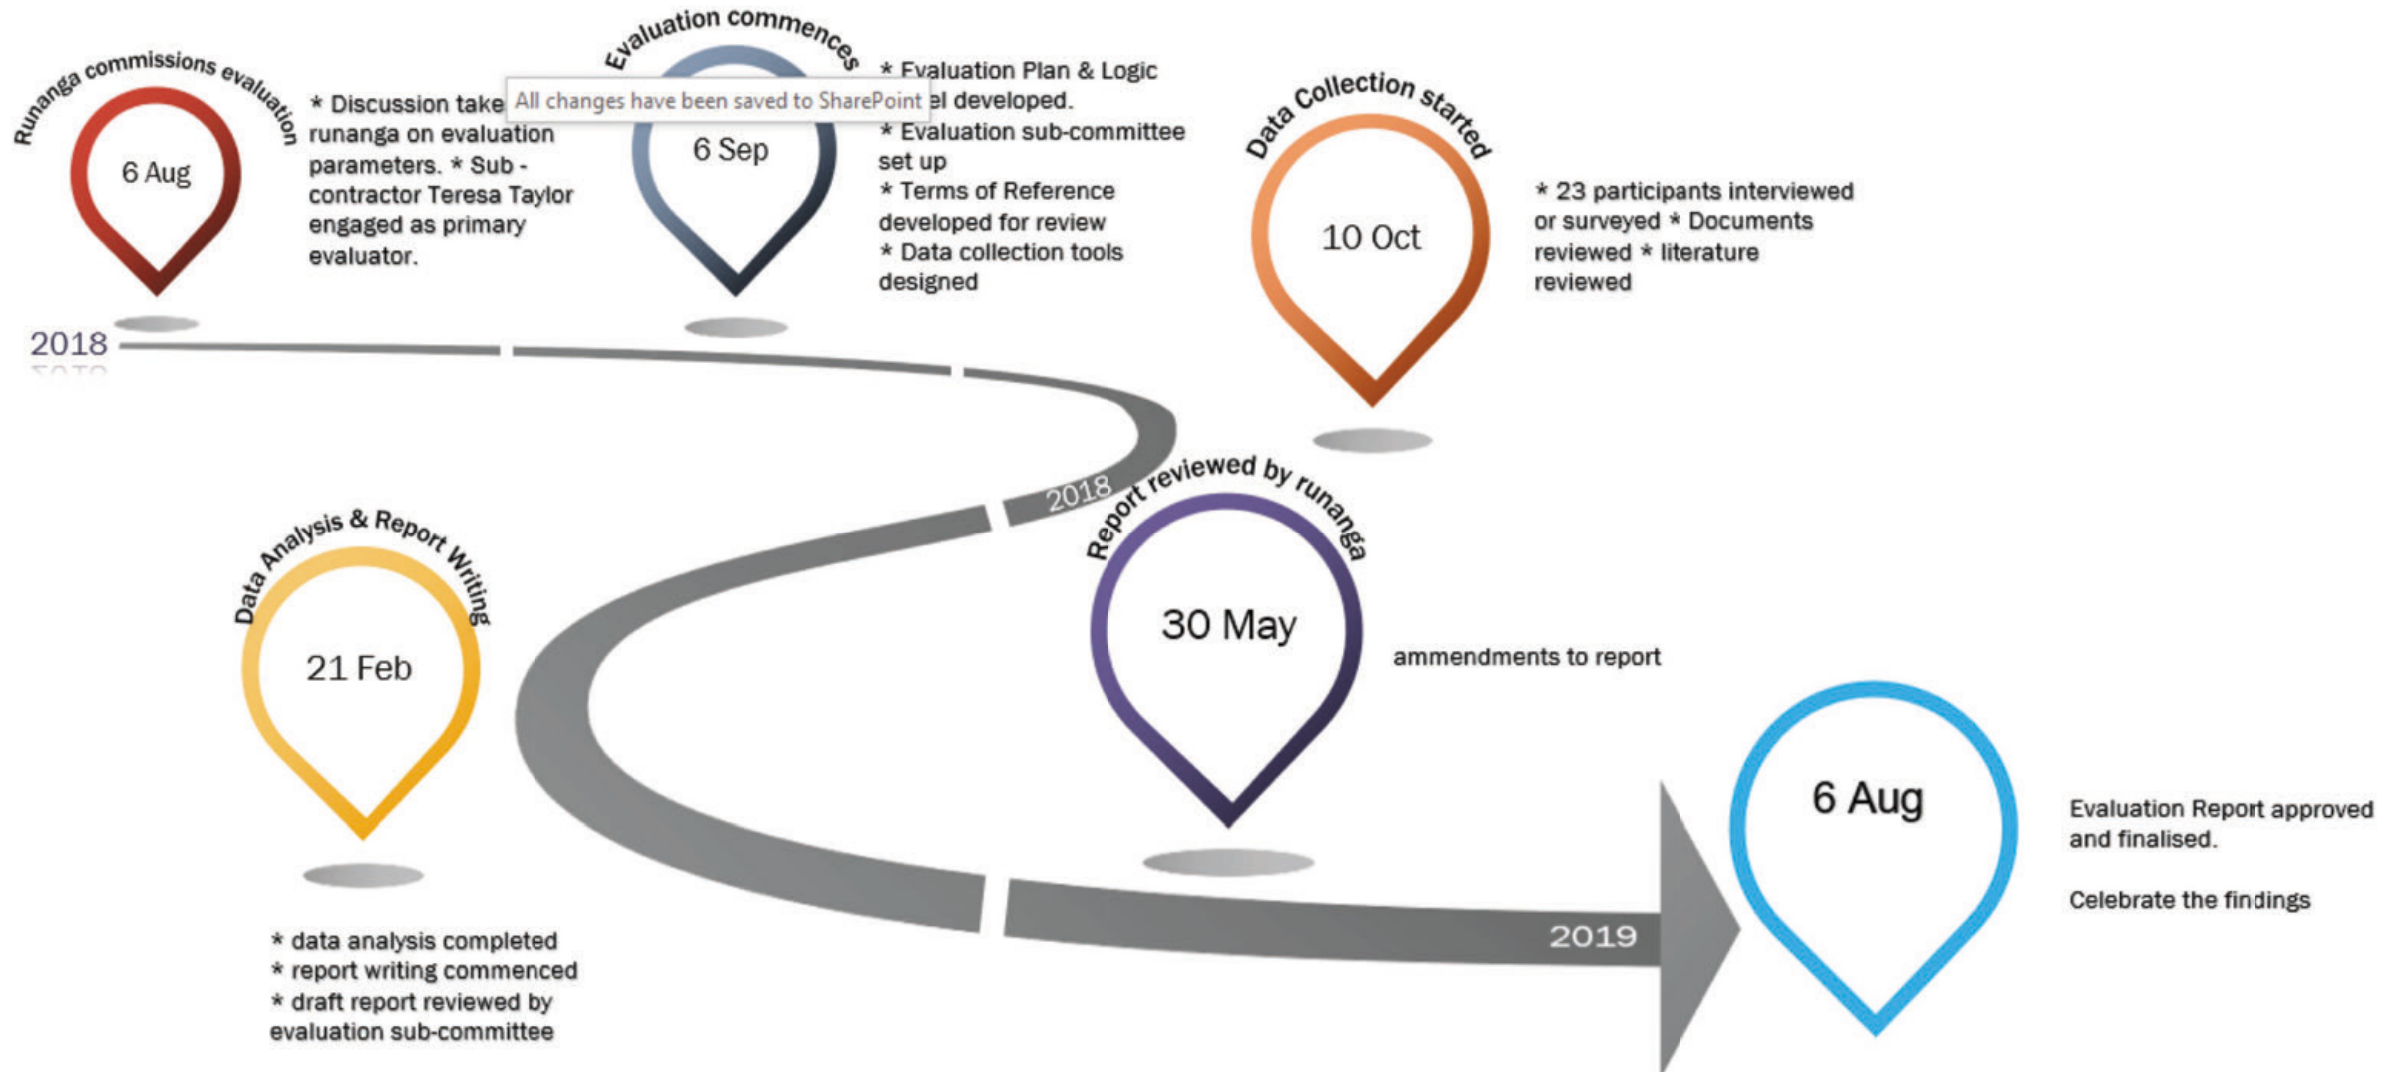 Runanga commissions evaluation
6 Aug
* Discussion take
runanga on evaluation
parameters. * Sub -
contractor Teresa Taylor
engaged as primary
evaluator.
Evaluation commences
All changes have been saved to SharePoint
6 Sep
* Evaluation Plan & Logic
el developed.
* Evaluation sub-committee
set up
* Terms of Reference
developed for review
* Data collection tools
designed
Data Collection started
10 Oct
* 23 participants interviewed
or surveyed * Documents
reviewed * literature
reviewed
2018
2018
Data Analysis & Report Writing
21 Feb
* data analysis completed
* report writing commenced
* draft report reviewed by
evaluation sub-committee
Report reviewed by runanga
30 May
ammendments to report
2019
6 Aug
Evaluation Report approved
and finalised.
Celebrate the findings